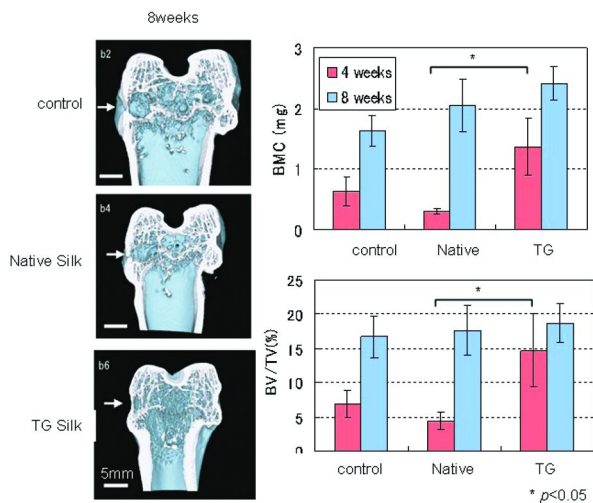 8weeks
b2
control
b4
Native Silk
b6
TG Silk
5mm
3
2
1
0
BMC (mg)
4 weeks
8 weeks
*
control Native TG
25
20
15
10
5
0
BV/TV(%)
*
control Native TG
* p<0.05